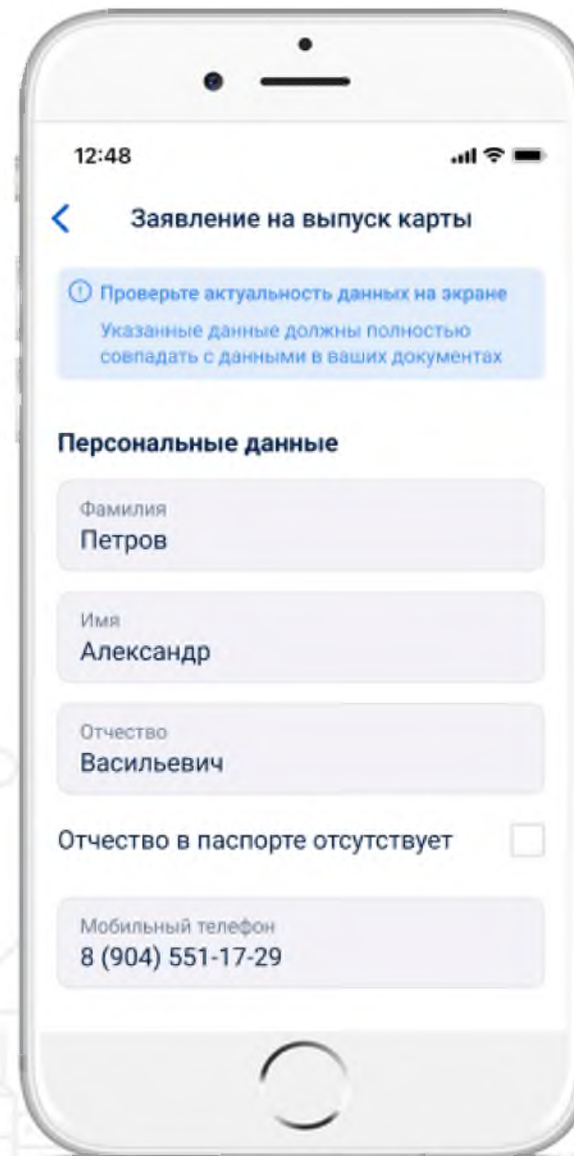 12:48
Заявление на выпуск карты
Проверьте актуальность данных на экране
Указанные данные должны полностью
совпадать с данными в ваших документах
Персональные данные
Фамилия
Петров
Имя
Александр
Отчество
Васильевич
Отчество в паспорте отсутствует
Мобильный телефон
8 (904) 551-17-29